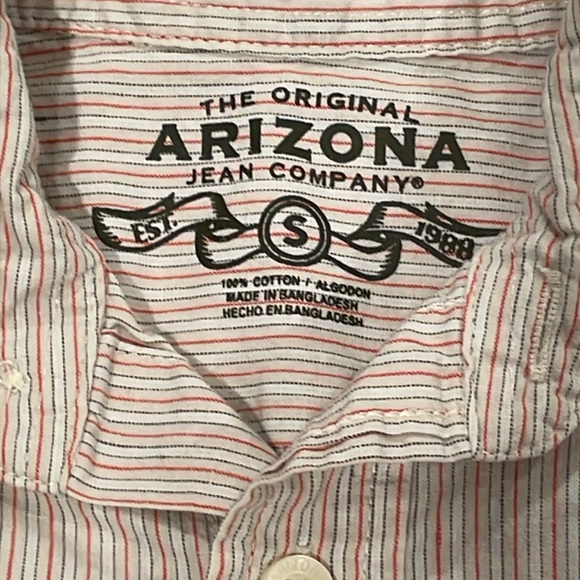 THE ORIGINAL
ARIZONA
JEAN COMPANY®
EST. S 1988
100% COTTON / ALGODON
MADE IN BANGLADESH
HECHO EN BANGLADESH